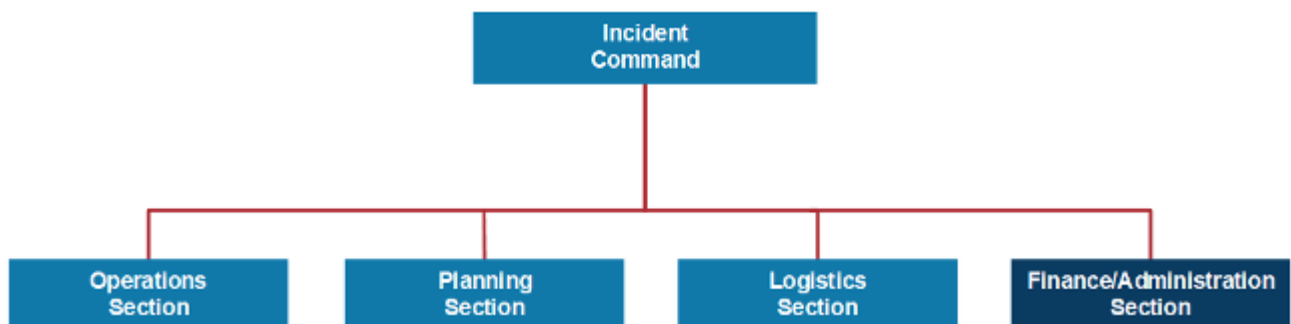 Incident
Command
Operations
Section
Planning
Section
Logistics
Section
Finance/Administration
Section